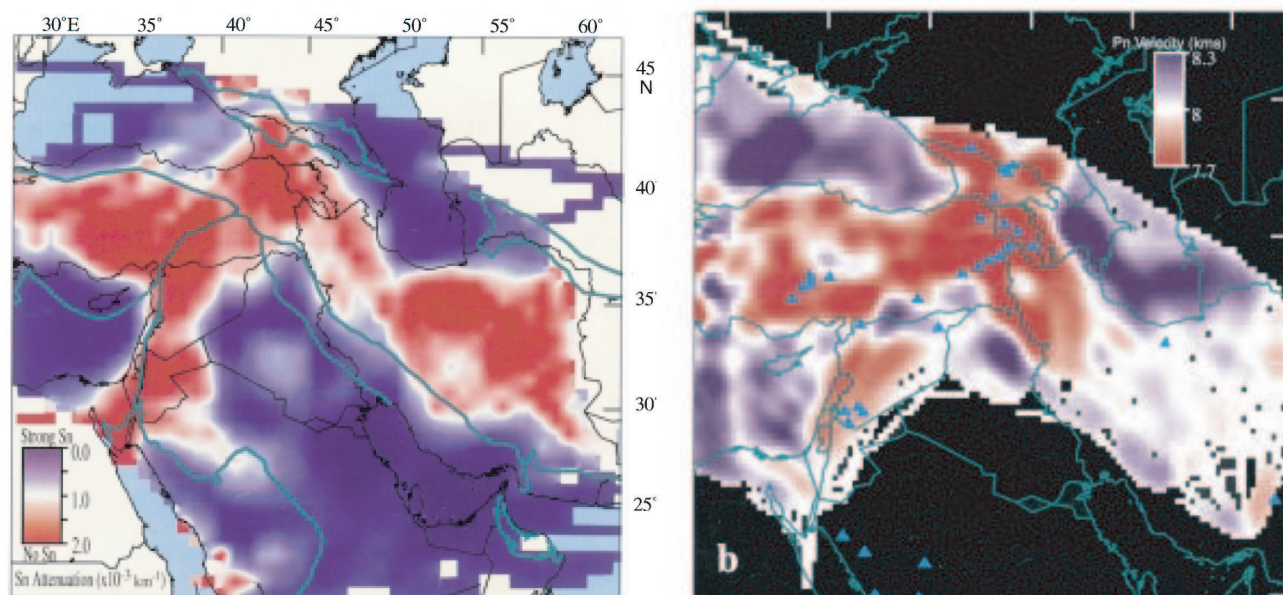 30°E 35° 40° 45° 50° 55° 60°
45
N
40°
35°
30°
25°
Strong Sn
0.0
1.0
2.0
No Sn
Sn Attenuation (x10⁻³ km⁻¹)
Pn Velocity (kms)
8.3
8
7.7
b